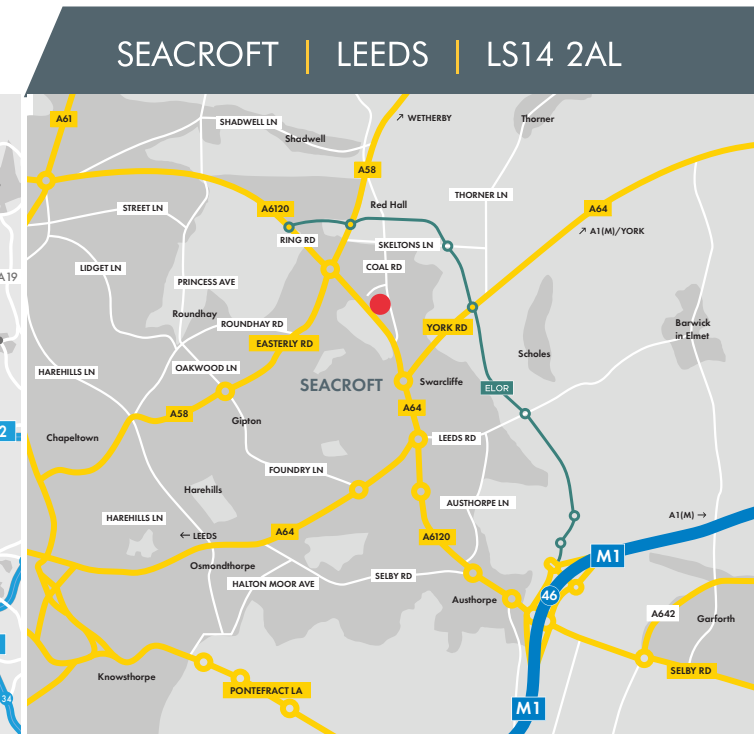 SEACROFT | LEEDS | LS14 2AL
A61
SHADWELL LN
↗ WETHERBY
Thorner
Shadwell
A58
THORNER LN
STREET LN
A6120
Red Hall
A64
RING RD
SKELTONS LN
↗ A1(M)/YORK
LIDGET LN
COAL RD
A19
PRINCESS AVE
Roundhay
ROUNDHAY RD
YORK RD
Barwick
in Elmet
EASTERLY RD
Scholes
HAREHILLS LN
OAKWOOD LN
SEACROFT
Swarcliffe
ELOR
A58
A64
Gipton
2
Chapeltown
LEEDS RD
FOUNDRY LN
Harehills
AUSTHORPE LN
HAREHILLS LN
A1(M) →
← LEEDS
A64
A6120
M1
Osmondthorpe
HALTON MOOR AVE
SELBY RD
46
Austhorpe
A642
Garforth
Knowsthorpe
SELBY RD
PONTEFRACT LA
34
M1